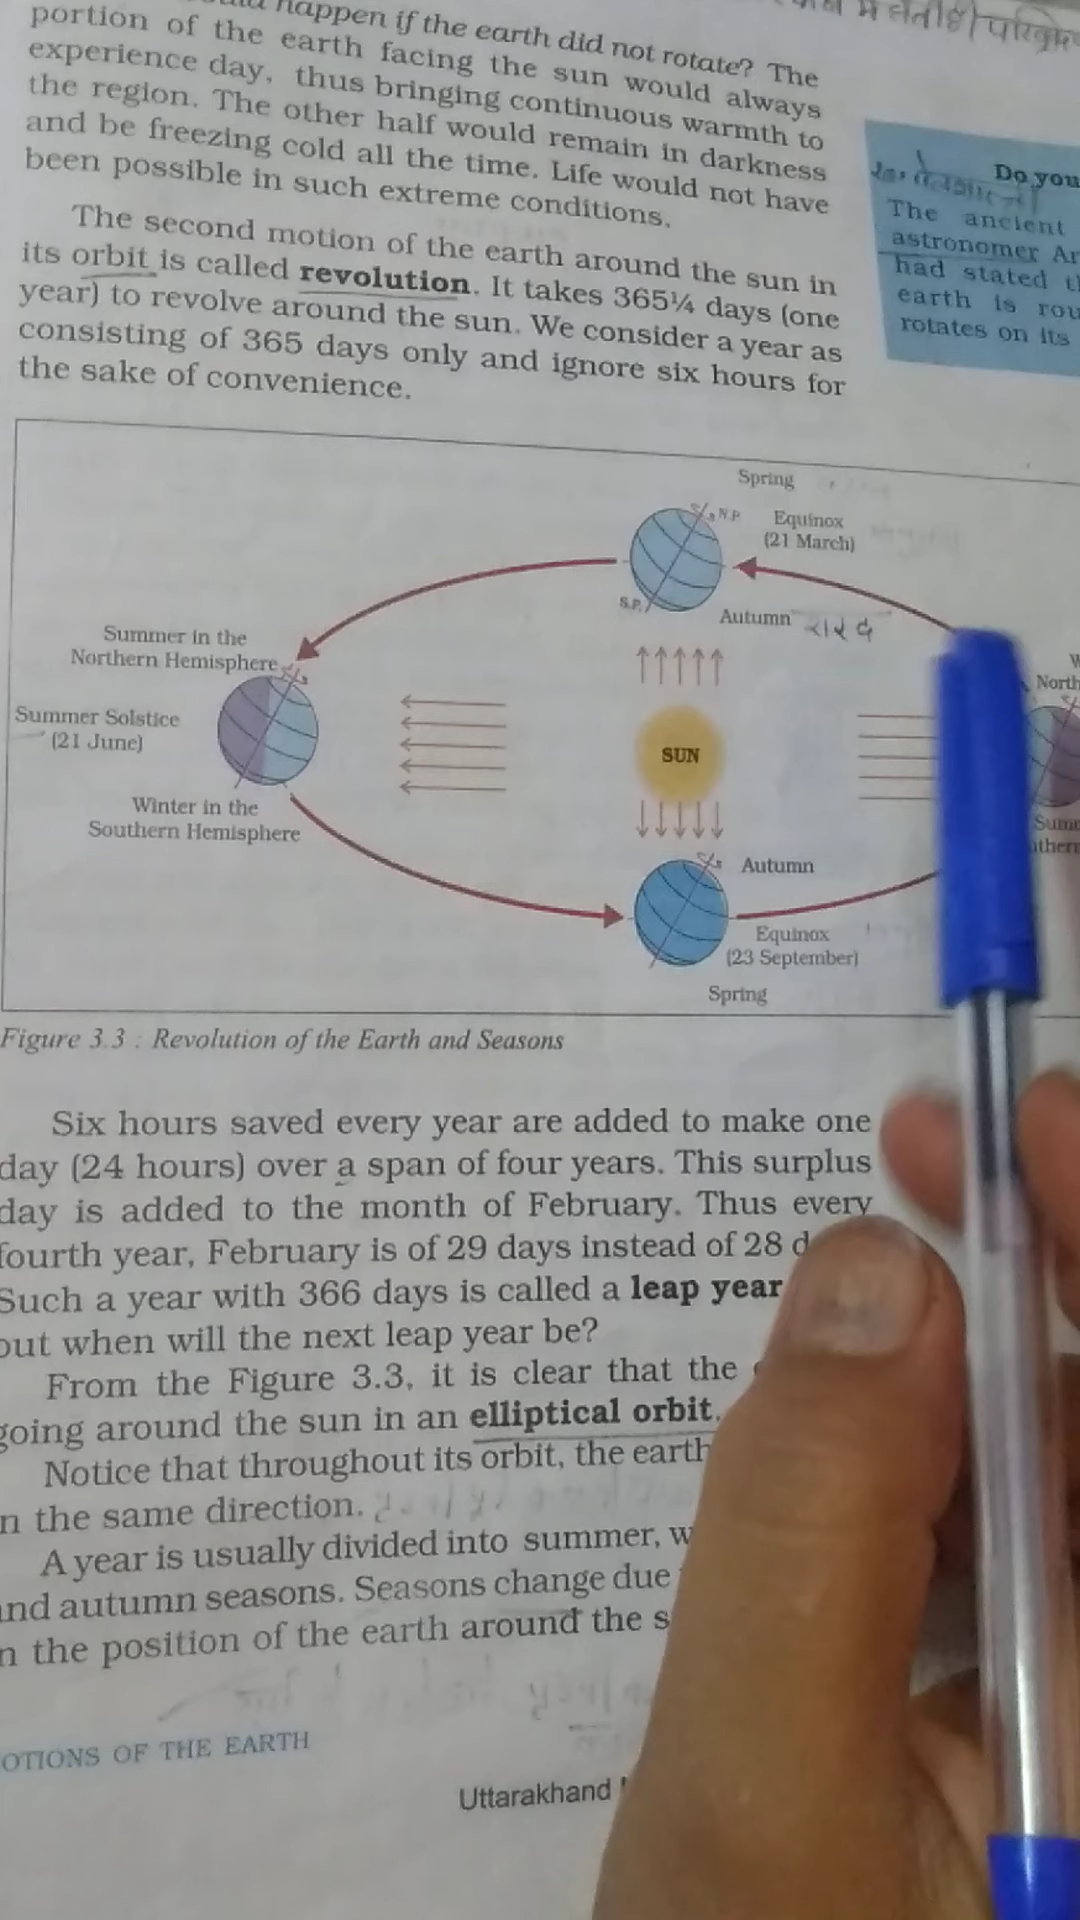 happen if the earth did not rotate? The
portion of the earth facing the sun would always
experience day, thus bringing continuous warmth to
the region. The other half would remain in darkness
and be freezing cold all the time. Life would not have
been possible in such extreme conditions.
The second motion of the earth around the sun in
its orbit is called revolution. It takes 365¼ days (one
year) to revolve around the sun. We consider a year as
consisting of 365 days only and ignore six hours for
the sake of convenience.
Do you
The ancient
astronomer Ar
had stated t
earth is rou
rotates on its
Spring
N.P.
Equinox
(21 March)
S.P.
Autumn शरद
Summer in the
Northern Hemisphere
Summer Solstice
(21 June)
Winter in the
Southern Hemisphere
SUN
W
North
Sum
thern
Autumn
Equinox
(23 September)
Spring
Figure 3.3 : Revolution of the Earth and Seasons
Six hours saved every year are added to make one
day (24 hours) over a span of four years. This surplus
day is added to the month of February. Thus every
fourth year, February is of 29 days instead of 28 d
Such a year with 366 days is called a leap year
out when will the next leap year be?
From the Figure 3.3, it is clear that the
going around the sun in an elliptical orbit.
Notice that throughout its orbit, the earth
n the same direction.
A year is usually divided into summer, w
and autumn seasons. Seasons change due
n the position of the earth around the s
OTIONS OF THE EARTH
Uttarakhand